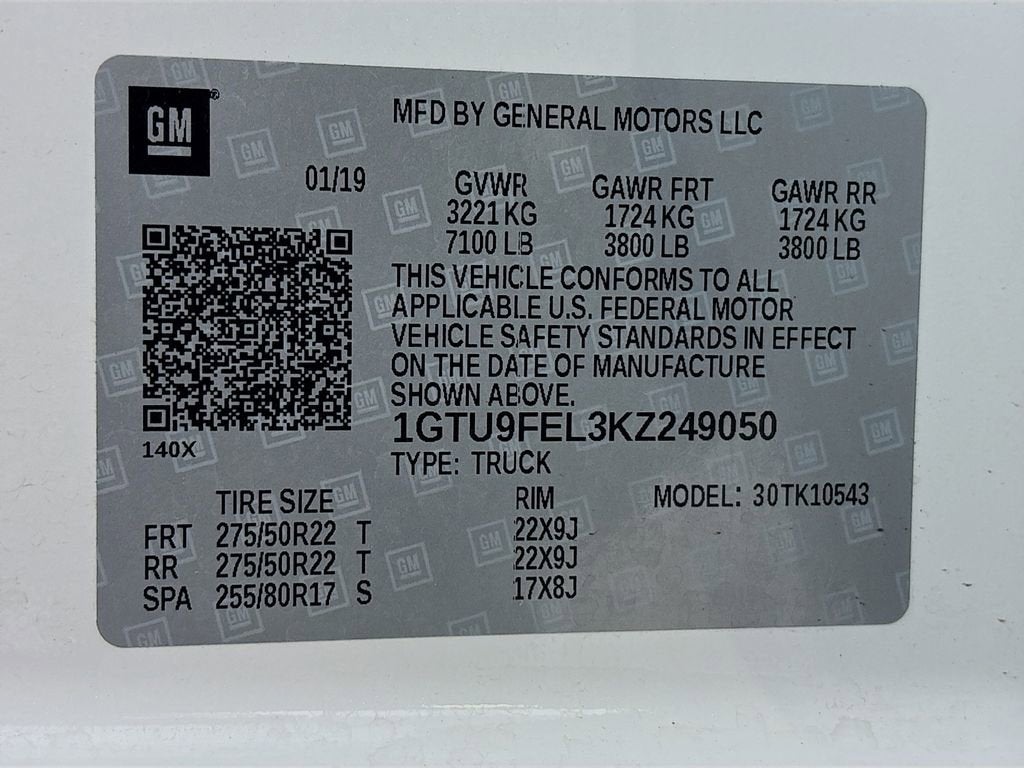 GM
MFD BY GENERAL MOTORS LLC
01/19
GVWR GAWR FRT GAWR RR
3221 KG 1724 KG 1724 KG
7100 LB 3800 LB 3800 LB
THIS VEHICLE CONFORMS TO ALL
APPLICABLE U.S. FEDERAL MOTOR
VEHICLE SAFETY STANDARDS IN EFFECT
ON THE DATE OF MANUFACTURE
SHOWN ABOVE.
1GTU9FEL3KZ249050
140X
TYPE: TRUCK
TIRE SIZE RIM MODEL: 30TK10543
FRT 275/50R22 T 22X9J
RR 275/50R22 T 22X9J
SPA 255/80R17 S 17X8J